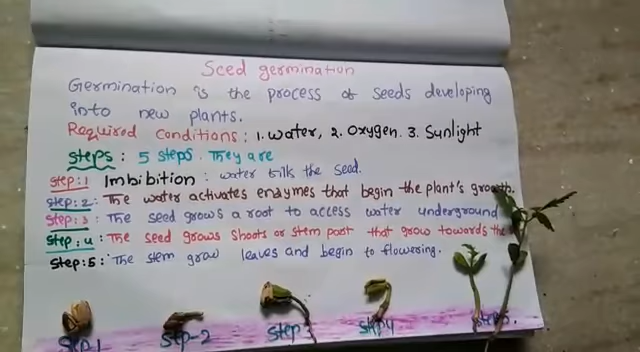 Seed germination
Germination is the process of seeds developing
into new plants.
Required Conditions : 1. Water, 2. Oxygen. 3. Sunlight
steps : 5 steps. They are
step:1 Imbibition : water fills the seed.
step:2: The water activates enzymes that begin the plant's growth.
step:3 : The seed grows a root to access water underground
step:4 : The seed grows shoots or stem part that grow towards the
step:5: The stem grow leaves and begin to flowering.
step1 step-2 step3 step4 step5.